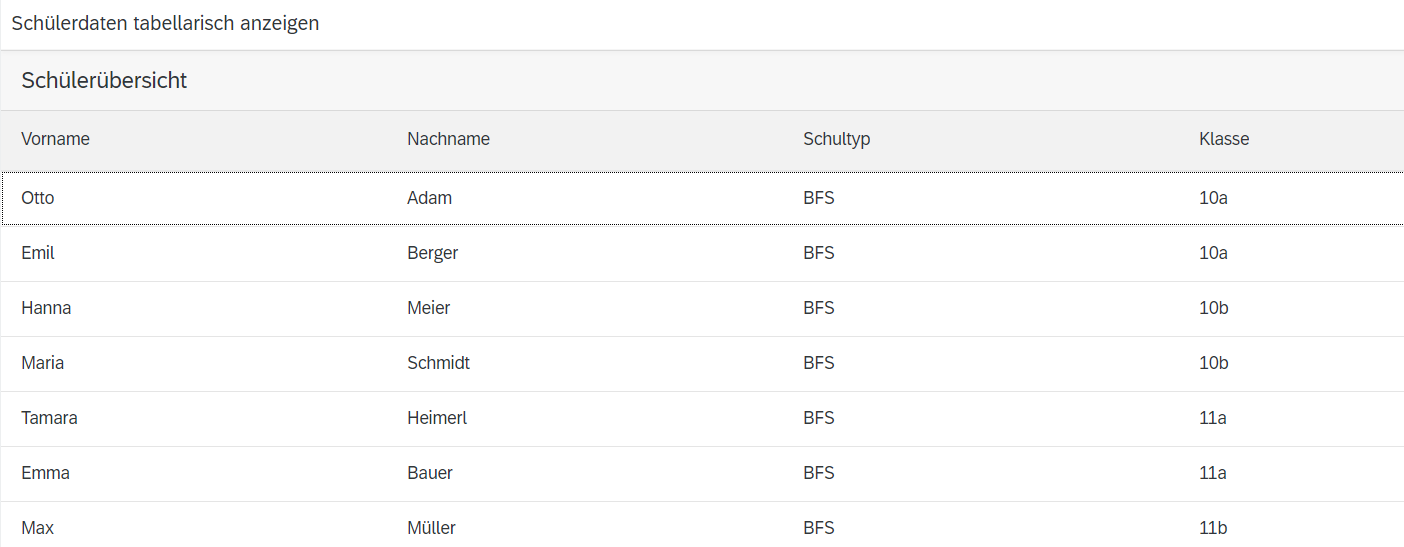 Schülerdaten tabellarisch anzeigen
Schülerübersicht
Vorname Nachname Schultyp Klasse
Otto Adam BFS 10a
Emil Berger BFS 10a
Hanna Meier BFS 10b
Maria Schmidt BFS 10b
Tamara Heimerl BFS 11a
Emma Bauer BFS 11a
Max Müller BFS 11b